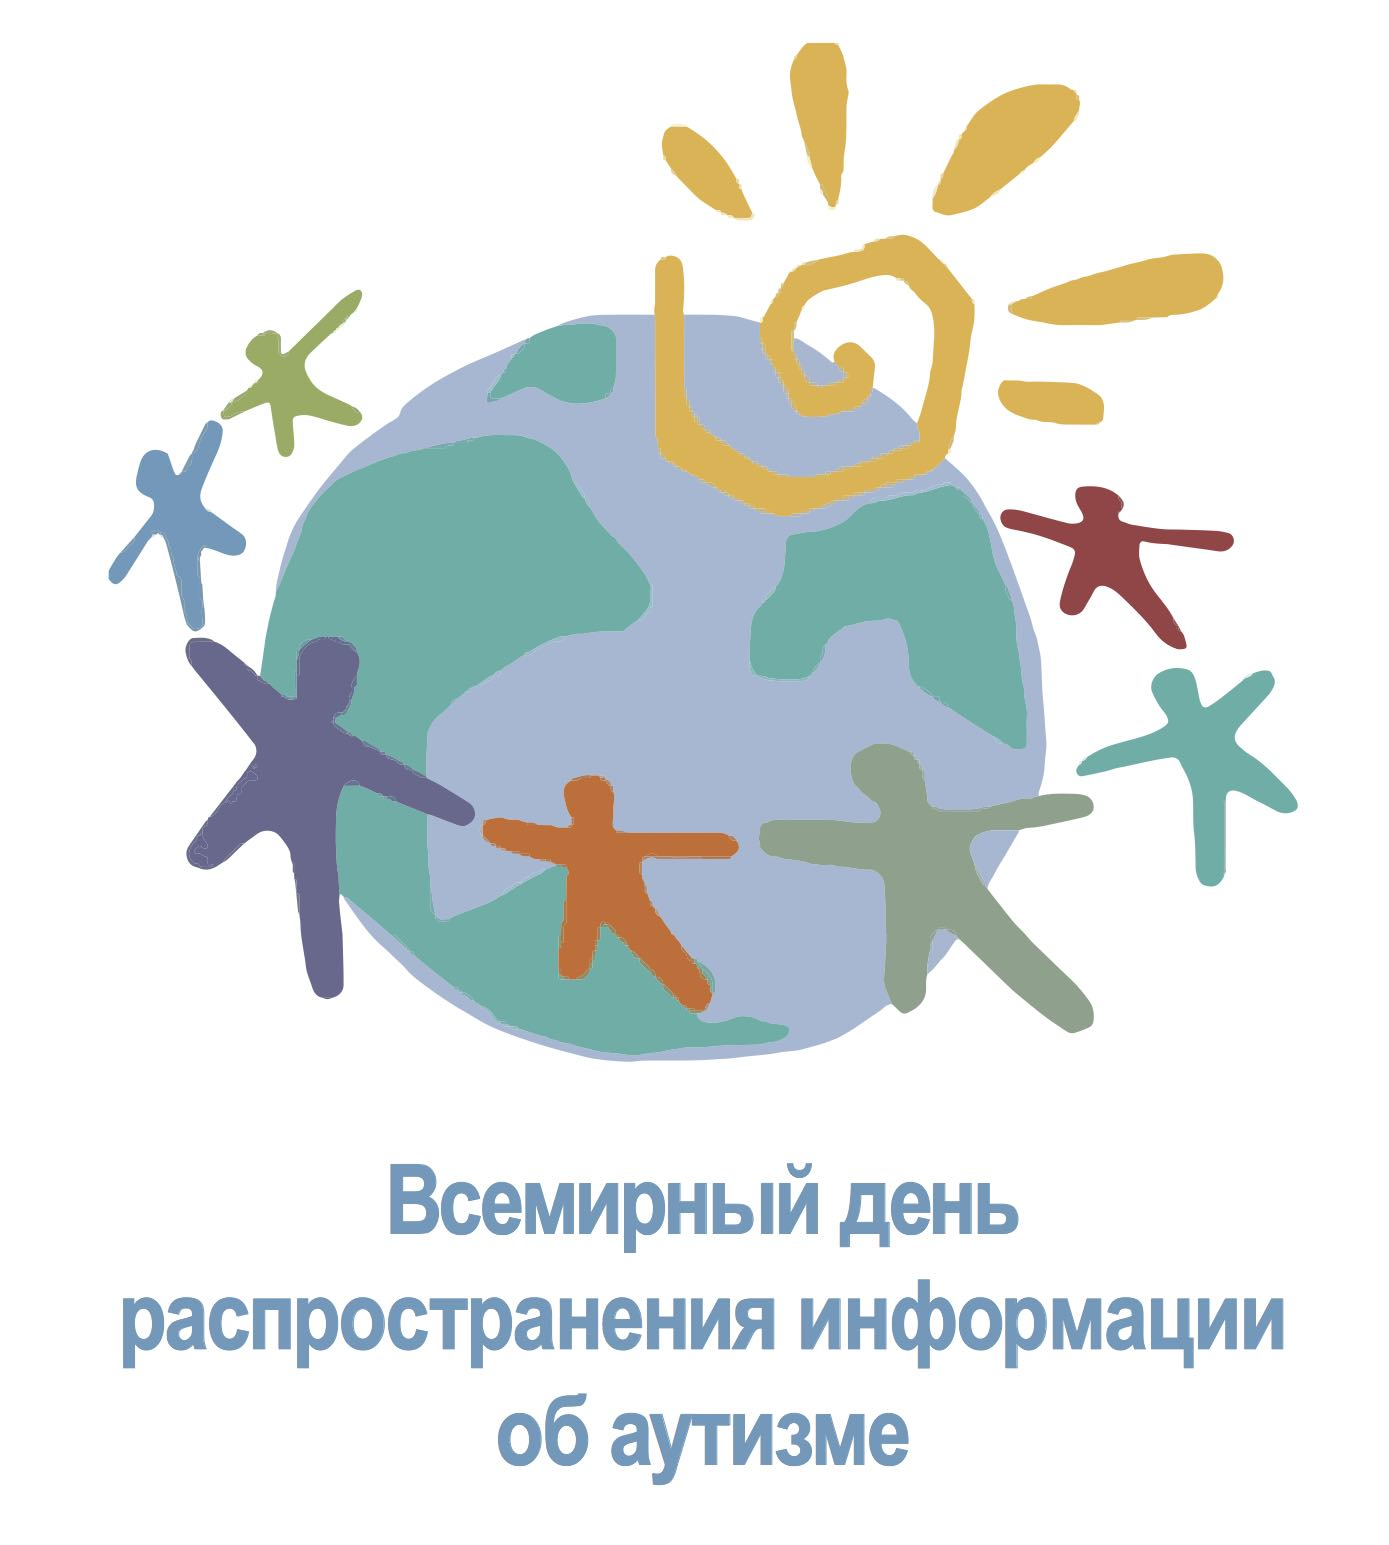 Всемирный день
распространения информации
об аутизме